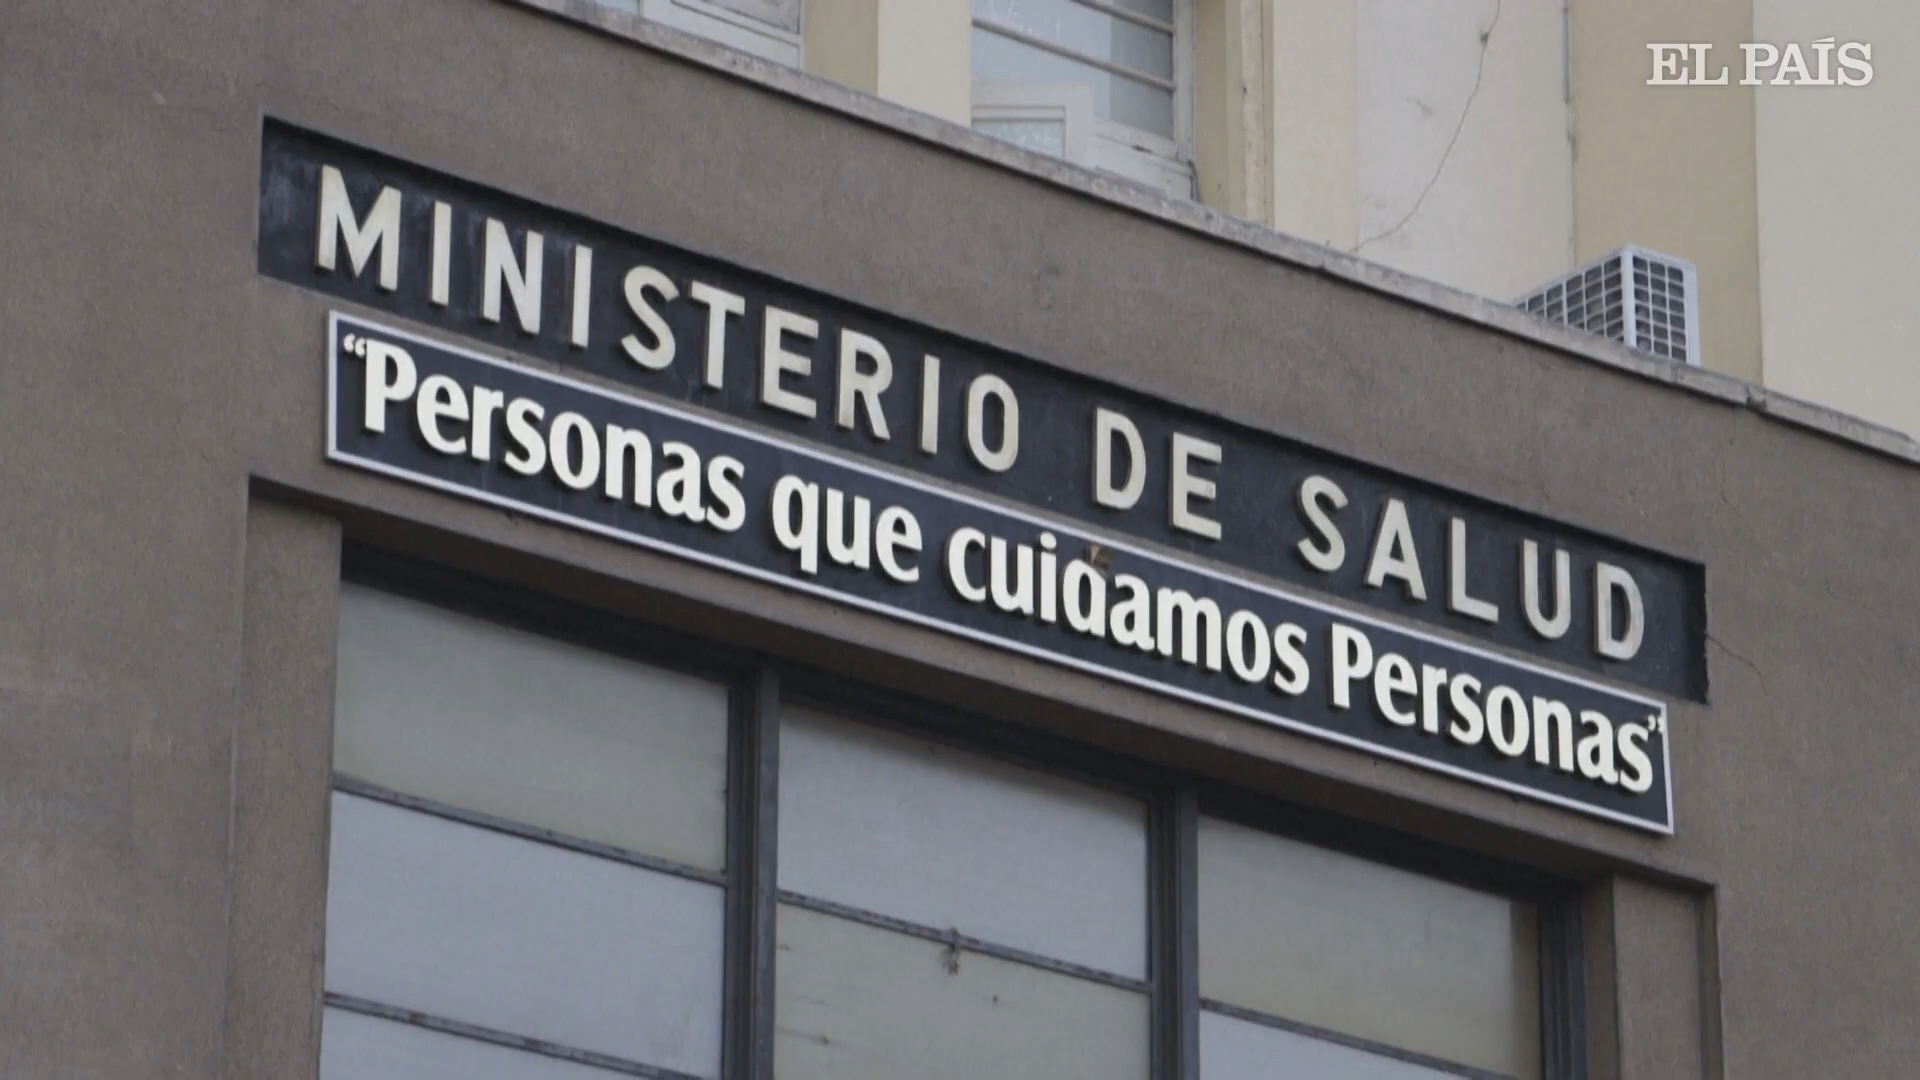 EL PAÍS
MINISTERIO DE SALUD
“Personas que cuidamos Personas”